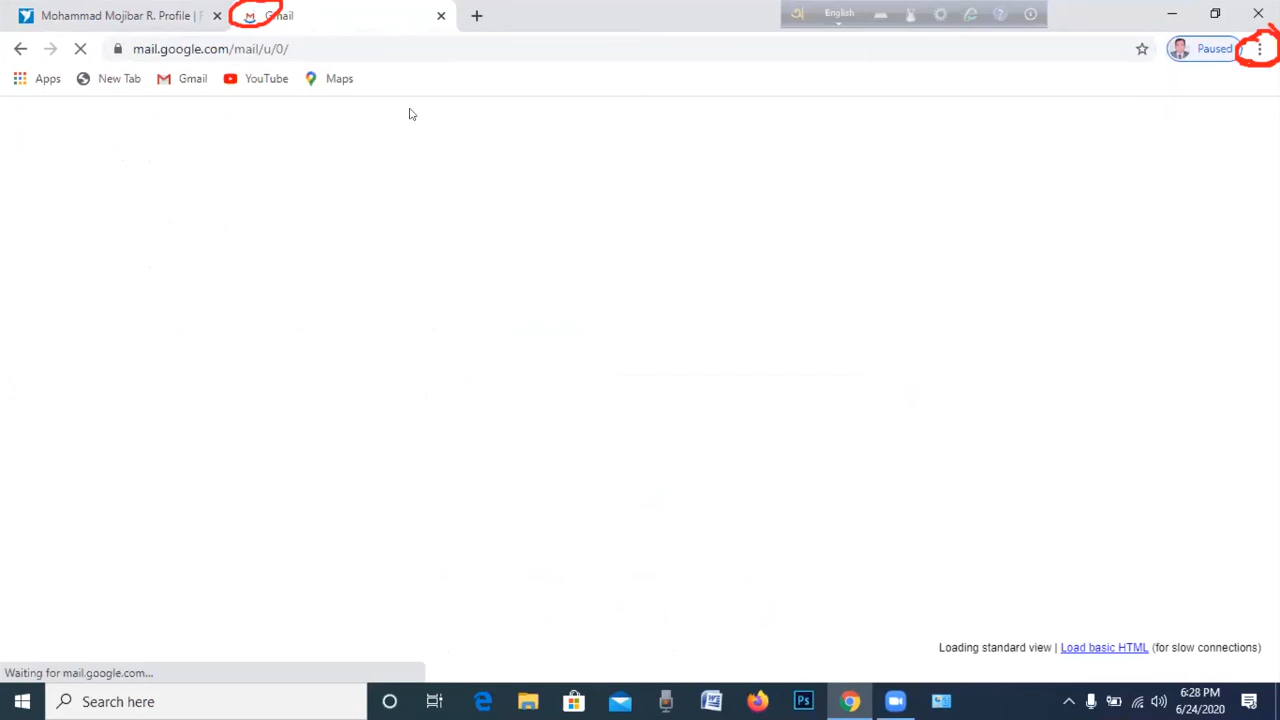 Mohammad Mojibar R. Profile |
Gmail
অ English
mail.google.com/mail/u/0/
Paused
Apps New Tab Gmail YouTube Maps
Loading standard view | Load basic HTML (for slow connections)
Waiting for mail.google.com...
Search here
6:28 PM
6/24/2020